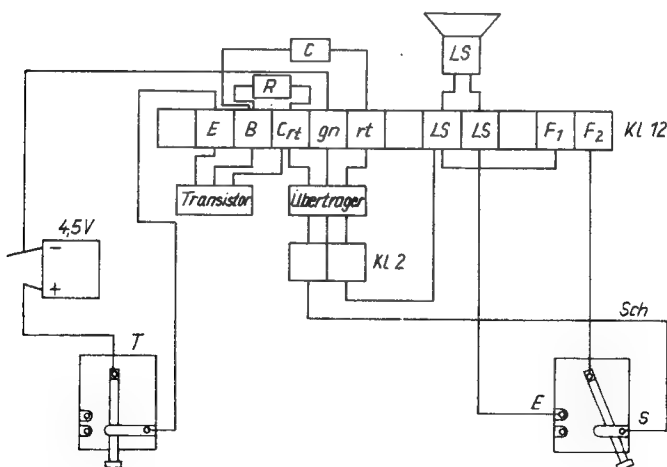 C
LS
R
E B Crt gn rt LS LS F1 F2 Kl 12
Transistor Übertrager
4,5V
−
+
Kl 2
Sch
T
E S